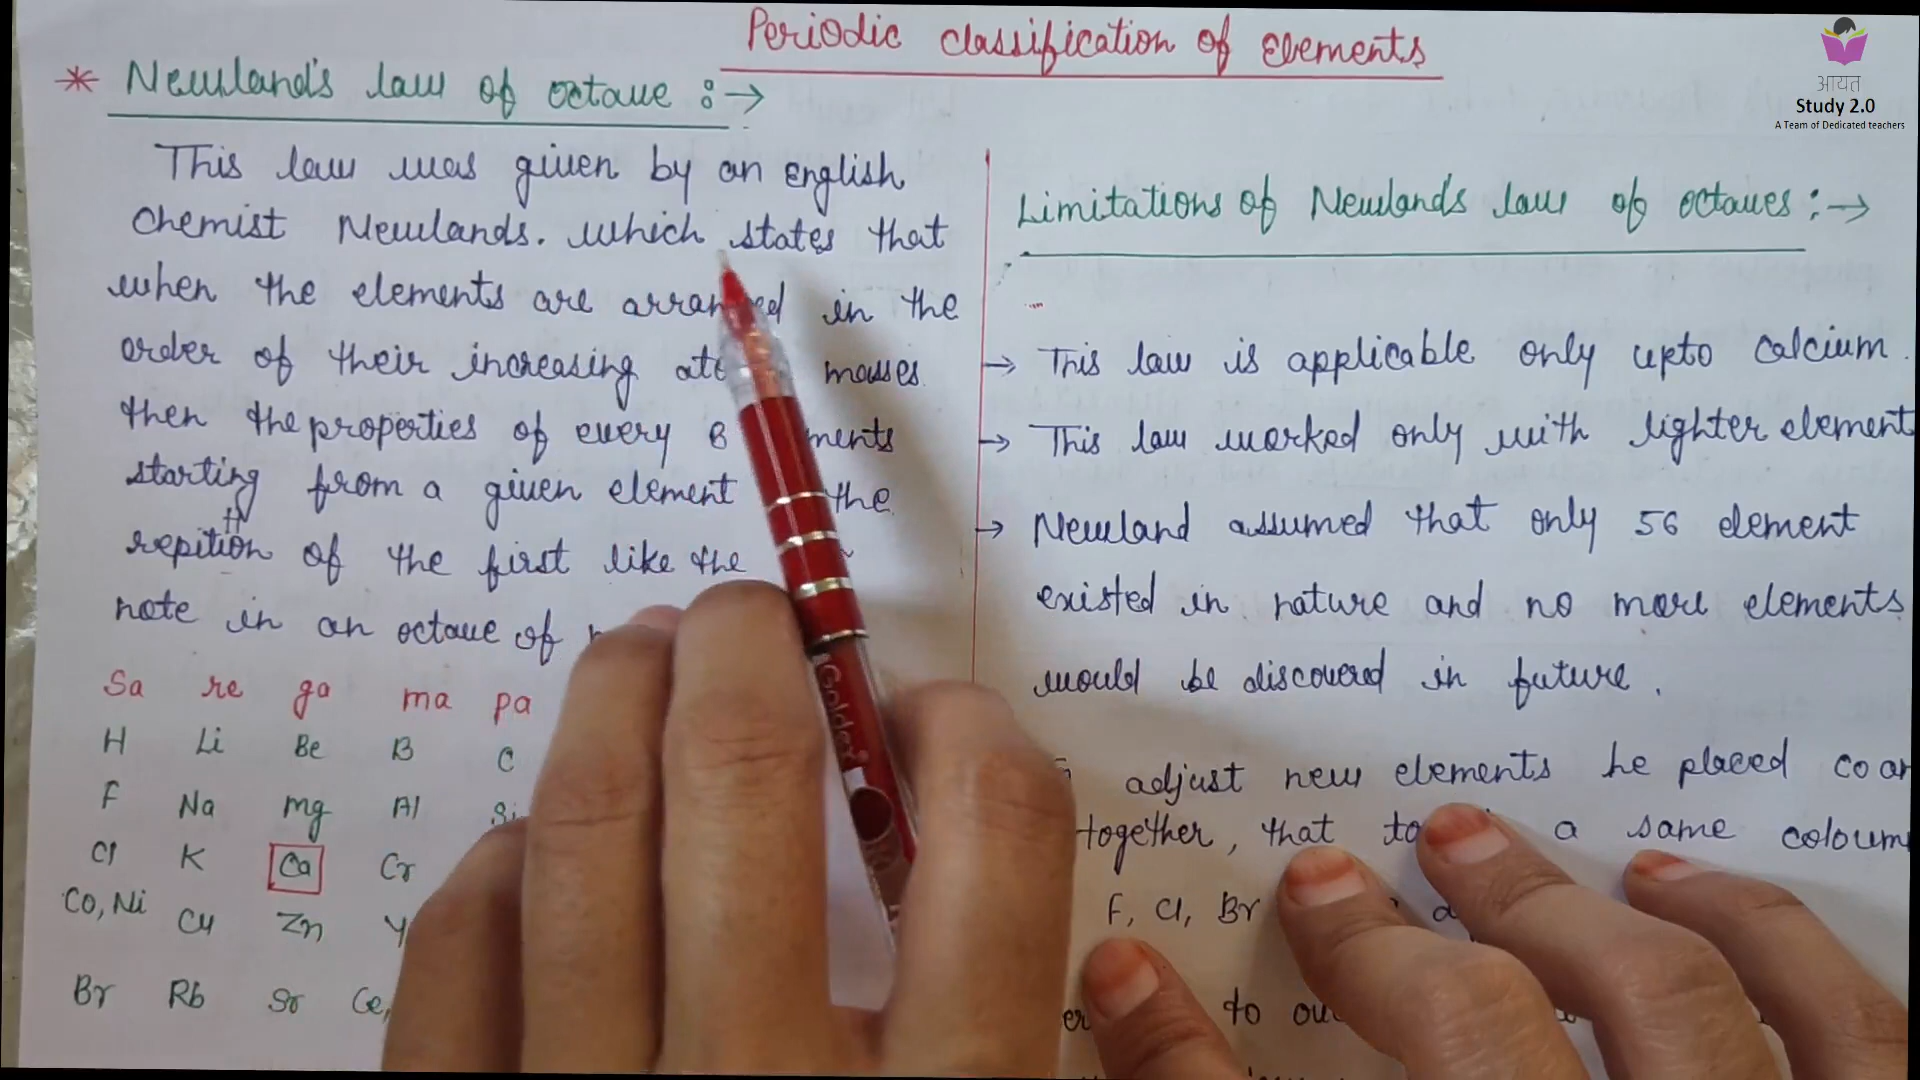 Periodic classification of Elements
आयत
Study 2.0
A Team of Dedicated teachers
* Newland's law of octave :→
This law was given by an English
chemist Newlands. which states that
when the elements are arranged in the
order of their increasing masses
then the properties of every 8
starting from a given element the
repitition of the first like the
note in an octave of
Sa re ga ma pa
H Li Be B C
F Na Mg Al Si
Cl K Ca Cr
Co, Ni Cu Zn Y
Br Rb Sr Ce,
Limitations of Newlands law of octaves :→
→ This law is applicable only upto calcium.
→ This law worked only with lighter element
→ Newland assumed that only 56 element
existed in nature and no more elements
would be discovered in future.
adjust new elements he placed co
together, that a same
F, Cl, Br
to
Goldex